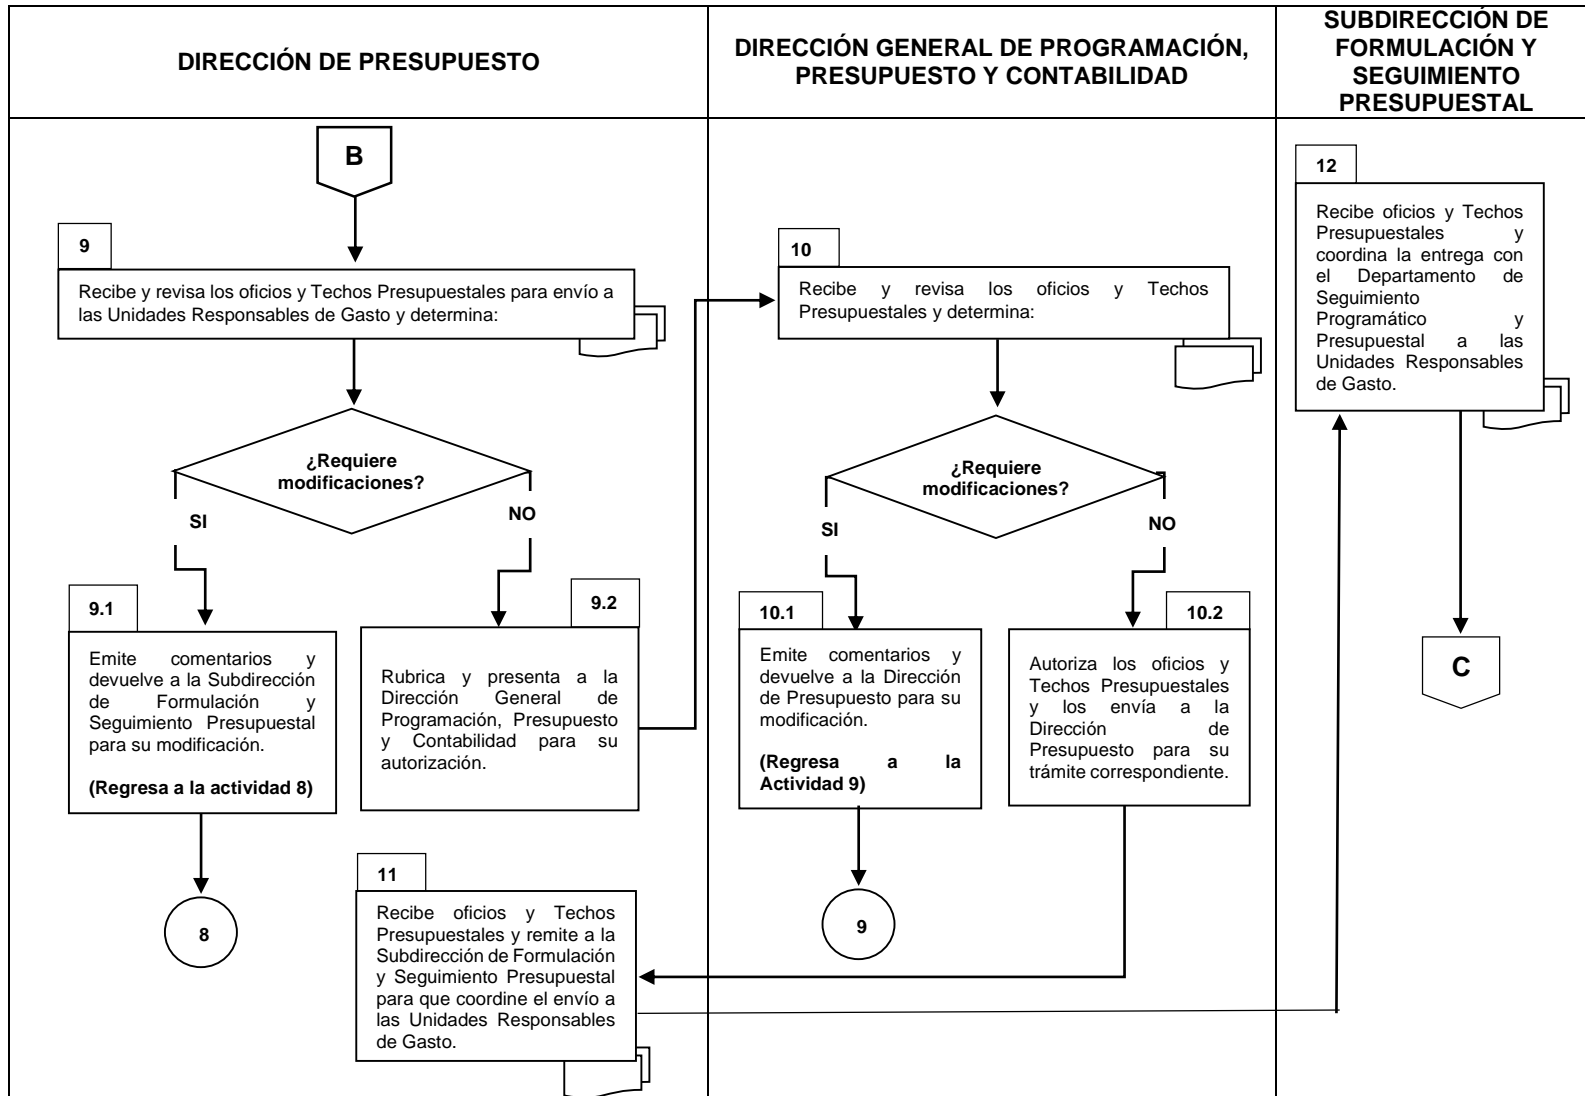 DIRECCIÓN DE PRESUPUESTO
DIRECCIÓN GENERAL DE PROGRAMACIÓN,
PRESUPUESTO Y CONTABILIDAD
SUBDIRECCIÓN DE
FORMULACIÓN Y
SEGUIMIENTO
PRESUPUESTAL
B
9
Recibe y revisa los oficios y Techos Presupuestales para envío a
las Unidades Responsables de Gasto y determina:
¿Requiere
modificaciones?
SI
NO
9.1
Emite comentarios y
devuelve a la Subdirección
de Formulación y
Seguimiento Presupuestal
para su modificación.
(Regresa a la actividad 8)
8
9.2
Rubrica y presenta a la
Dirección General de
Programación, Presupuesto
y Contabilidad para su
autorización.
10
Recibe y revisa los oficios y Techos
Presupuestales y determina:
¿Requiere
modificaciones?
SI
NO
10.1
Emite comentarios y
devuelve a la Dirección
de Presupuesto para su
modificación.
(Regresa a la
Actividad 9)
9
10.2
Autoriza los oficios y
Techos Presupuestales
y los envía a la
Dirección de
Presupuesto para su
trámite correspondiente.
11
Recibe oficios y Techos
Presupuestales y remite a la
Subdirección de Formulación
y Seguimiento Presupuestal
para que coordine el envío a
las Unidades Responsables
de Gasto.
12
Recibe oficios y Techos
Presupuestales y
coordina la entrega con
el Departamento de
Seguimiento
Programático y
Presupuestal a las
Unidades Responsables
de Gasto.
C